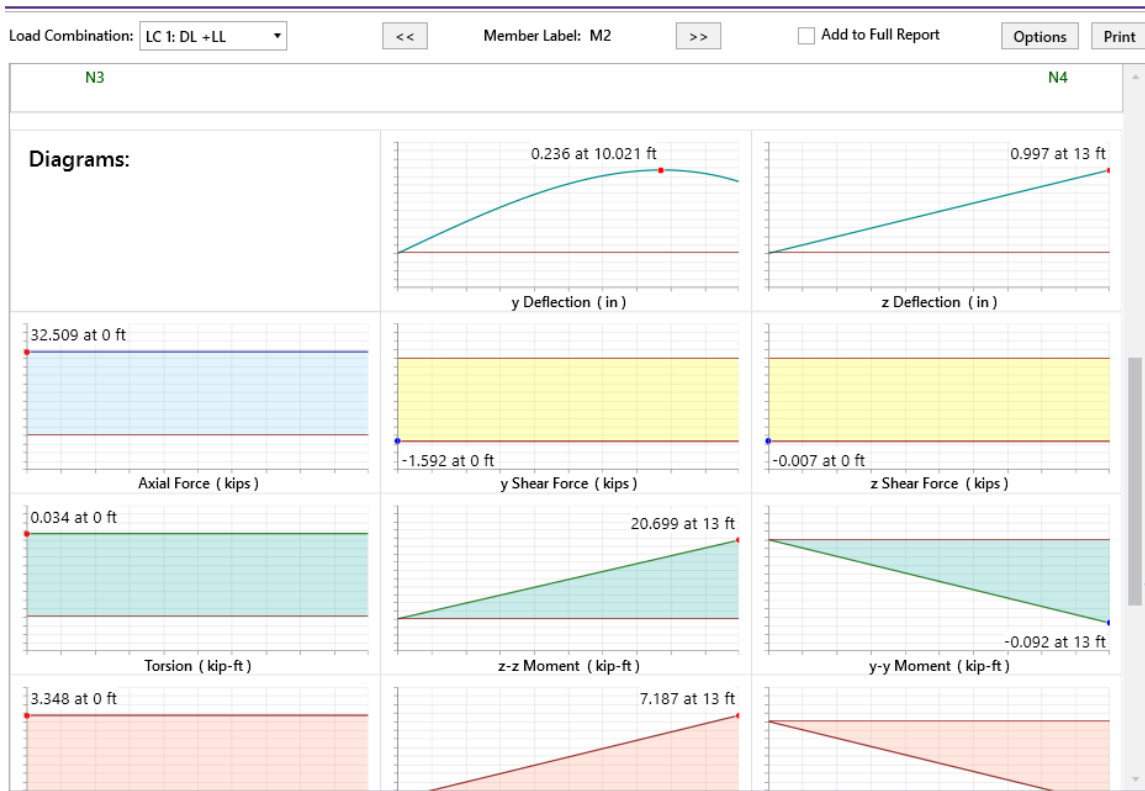 Load Combination: LC 1: DL +LL << Member Label: M2 >> Add to Full Report Options Print
N3 N4
Diagrams:
0.236 at 10.021 ft
y Deflection ( in )
0.997 at 13 ft
z Deflection ( in )
32.509 at 0 ft
Axial Force ( kips )
-1.592 at 0 ft
y Shear Force ( kips )
-0.007 at 0 ft
z Shear Force ( kips )
0.034 at 0 ft
Torsion ( kip-ft )
20.699 at 13 ft
z-z Moment ( kip-ft )
-0.092 at 13 ft
y-y Moment ( kip-ft )
3.348 at 0 ft
7.187 at 13 ft